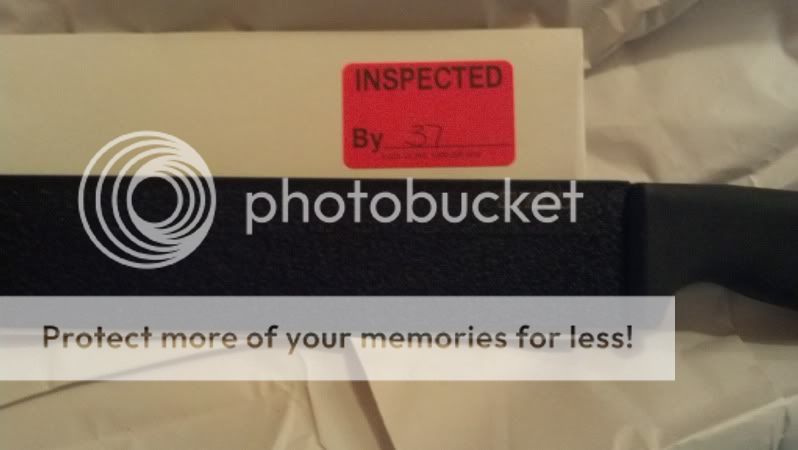 INSPECTED
By 37
photobucket
Protect more of your memories for less!